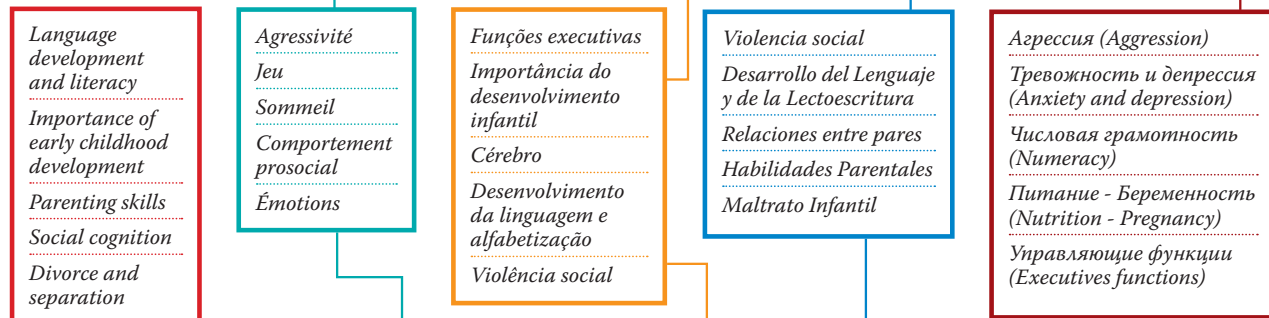 Language
development
and literacy
Importance of
early childhood
development
Parenting skills
Social cognition
Divorce and
separation
Agressivité
Jeu
Sommeil
Comportement
prosocial
Émotions
Funções executivas
Importância do
desenvolvimento
infantil
Cérebro
Desenvolvimento
da linguagem e
alfabetização
Violência social
Violencia social
Desarrollo del Lenguaje
y de la Lectoescritura
Relaciones entre pares
Habilidades Parentales
Maltrato Infantil
Агрессия (Aggression)
Тревожность и депрессия
(Anxiety and depression)
Числовая грамотность
(Numeracy)
Питание - Беременность
(Nutrition - Pregnancy)
Управляющие функции
(Executives functions)